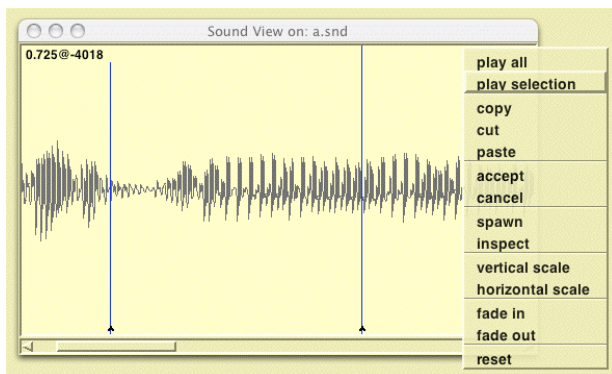 Sound View on: a.snd
0.725@-4018
play all
play selection
copy
cut
paste
accept
cancel
spawn
inspect
vertical scale
horizontal scale
fade in
fade out
reset